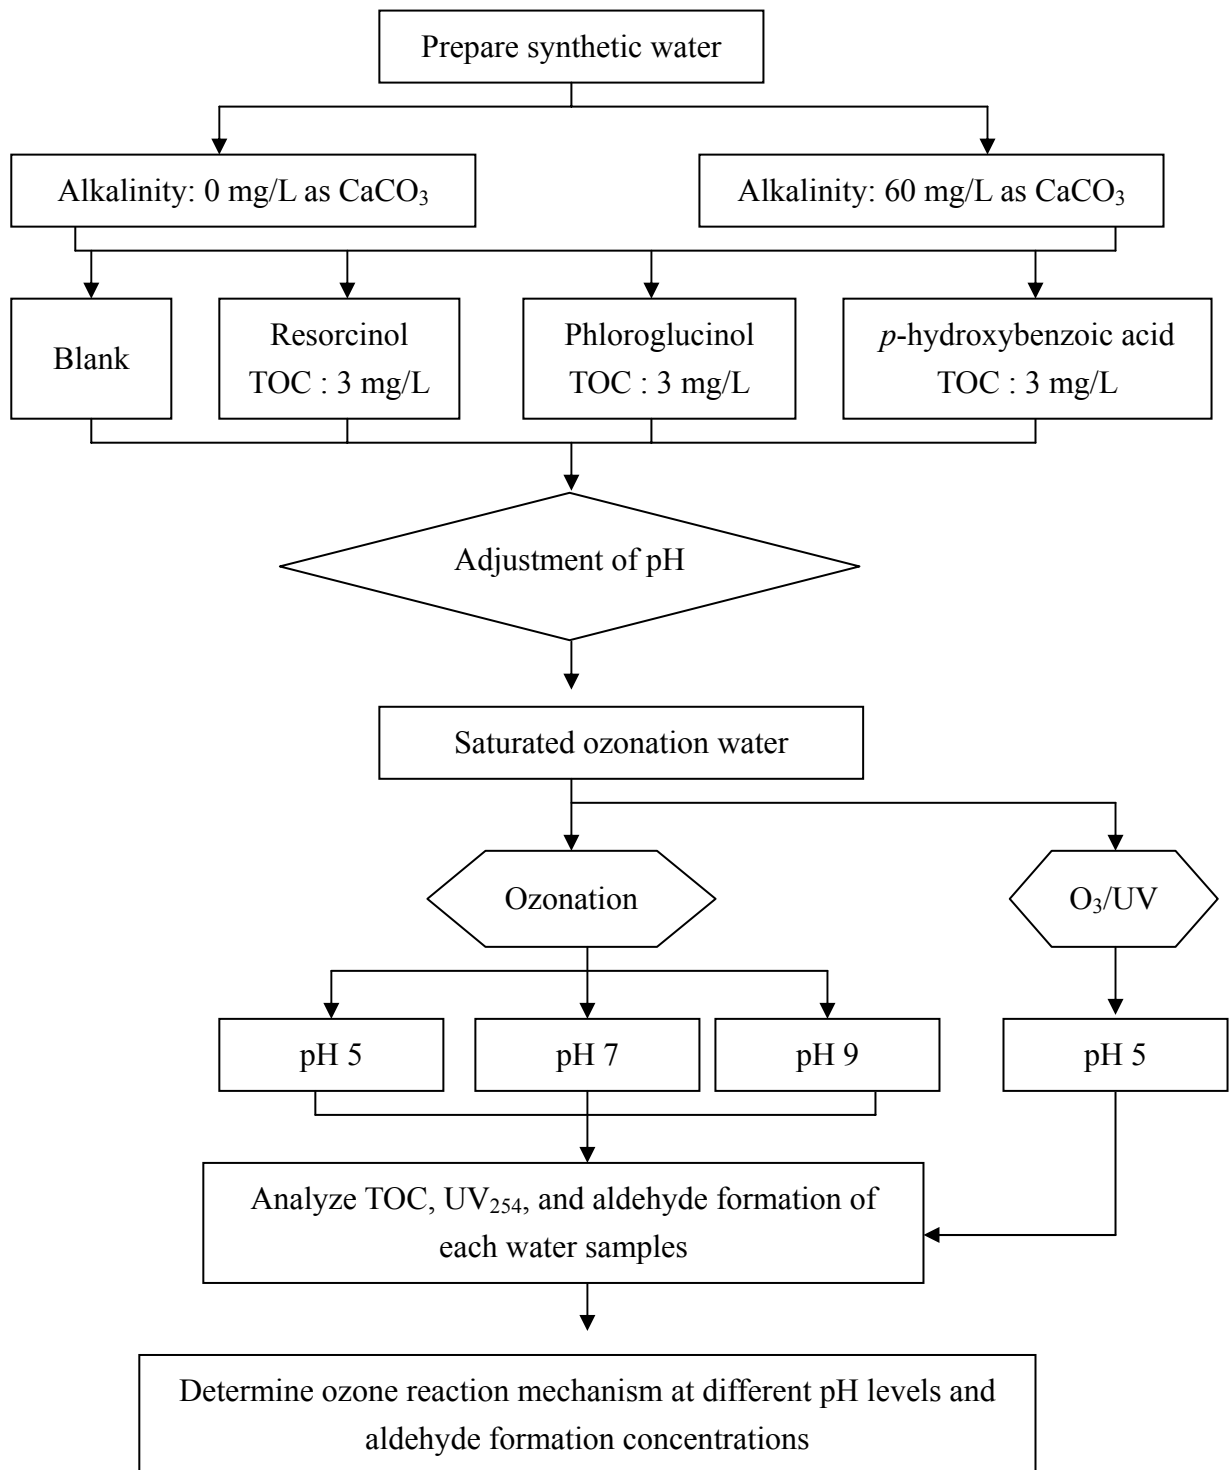 Prepare synthetic water
Alkalinity: 0 mg/L as CaCO₃
Alkalinity: 60 mg/L as CaCO₃
Blank
Resorcinol
TOC : 3 mg/L
Phloroglucinol
TOC : 3 mg/L
p-hydroxybenzoic acid
TOC : 3 mg/L
Adjustment of pH
Saturated ozonation water
Ozonation
O₃/UV
pH 5
pH 7
pH 9
pH 5
Analyze TOC, UV₂₅₄, and aldehyde formation of
each water samples
Determine ozone reaction mechanism at different pH levels and
aldehyde formation concentrations